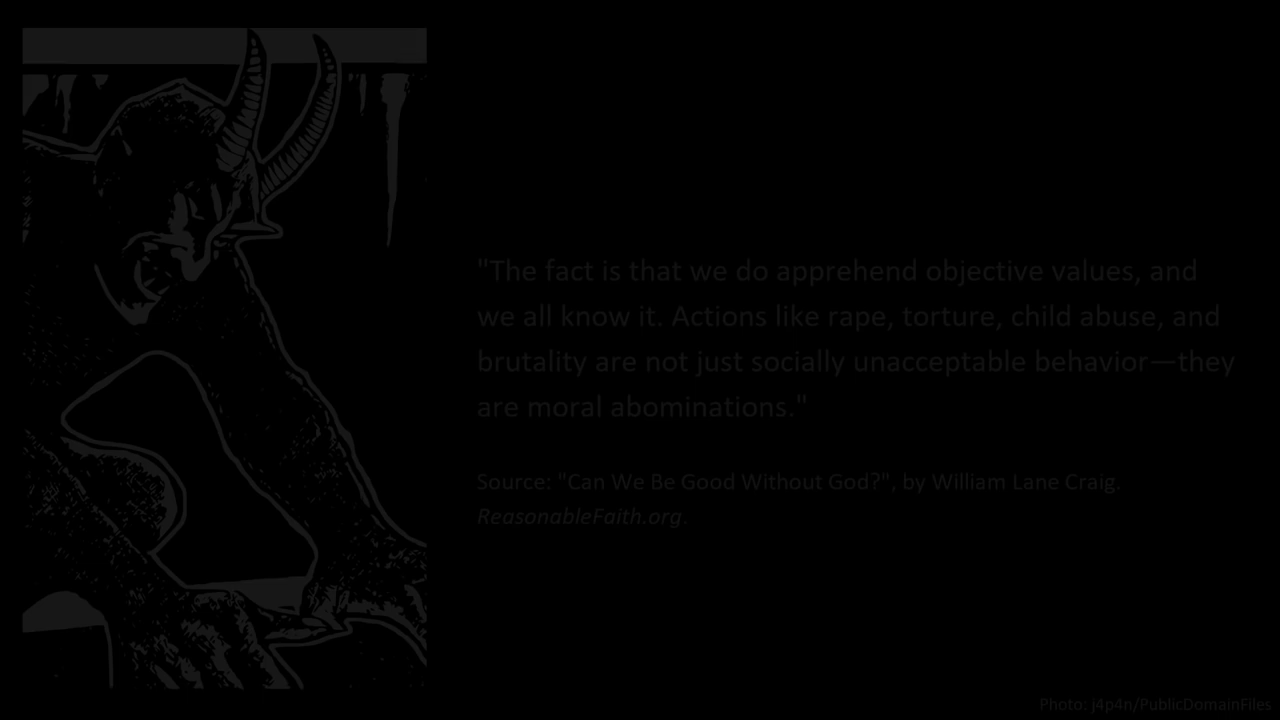 "The fact is that we do apprehend objective values, and
we all know it. Actions like rape, torture, child abuse, and
brutality are not just socially unacceptable behavior—they
are moral abominations."
Source: "Can We Be Good Without God?", by William Lane Craig.
ReasonableFaith.org.
Photo: j4p4n/PublicDomainFiles